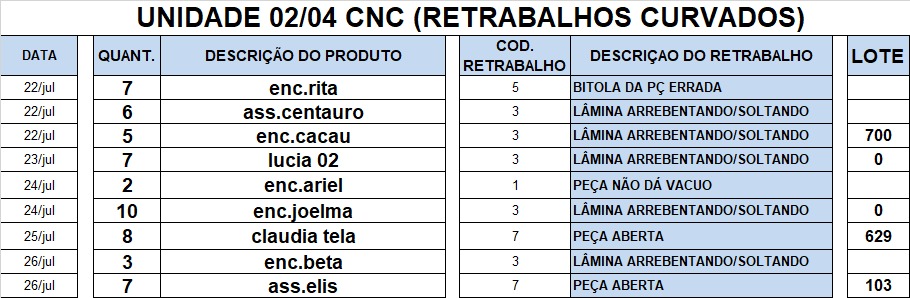 UNIDADE 02/04 CNC (RETRABALHOS CURVADOS)
DATA QUANT. DESCRIÇÃO DO PRODUTO COD. RETRABALHO DESCRIÇAO DO RETRABALHO LOTE
22/jul 7 enc.rita 5 BITOLA DA PÇ ERRADA
22/jul 6 ass.centauro 3 LÂMINA ARREBENTANDO/SOLTANDO
22/jul 5 enc.cacau 3 LÂMINA ARREBENTANDO/SOLTANDO 700
23/jul 7 lucia 02 3 LÂMINA ARREBENTANDO/SOLTANDO 0
24/jul 2 enc.ariel 1 PEÇA NÃO DÁ VACUO
24/jul 10 enc.joelma 3 LÂMINA ARREBENTANDO/SOLTANDO 0
25/jul 8 claudia tela 7 PEÇA ABERTA 629
26/jul 3 enc.beta 3 LÂMINA ARREBENTANDO/SOLTANDO
26/jul 7 ass.elis 7 PEÇA ABERTA 103